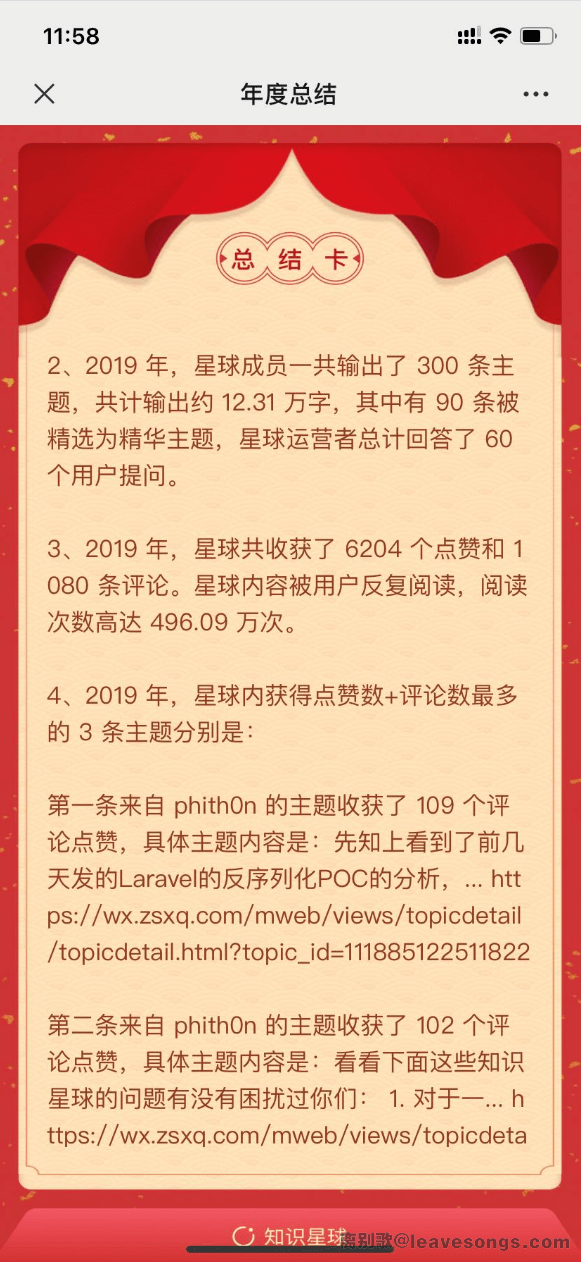 11:58
年度总结
总结卡
2、2019 年，星球成员一共输出了 300 条主
题，共计输出约 12.31 万字，其中有 90 条被
精选为精华主题，星球运营者总计回答了 60
个用户提问。
3、2019 年，星球共收获了 6204 个点赞和 1
080 条评论。星球内容被用户反复阅读，阅读
次数高达 496.09 万次。
4、2019 年，星球内获得点赞数+评论数最多
的 3 条主题分别是：
第一条来自 phith0n 的主题收获了 109 个评
论点赞，具体主题内容是：先知上看到了前几
天发的Laravel的反序列化POC的分析，... htt
ps://wx.zsxq.com/mweb/views/topicdetail
/topicdetail.html?topic_id=111885122511822
第二条来自 phith0n 的主题收获了 102 个评
论点赞，具体主题内容是：看看下面这些知识
星球的问题有没有困扰过你们： 1. 对于一... h
ttps://wx.zsxq.com/mweb/views/topicdeta
知识星球
离别歌@leavesongs.com